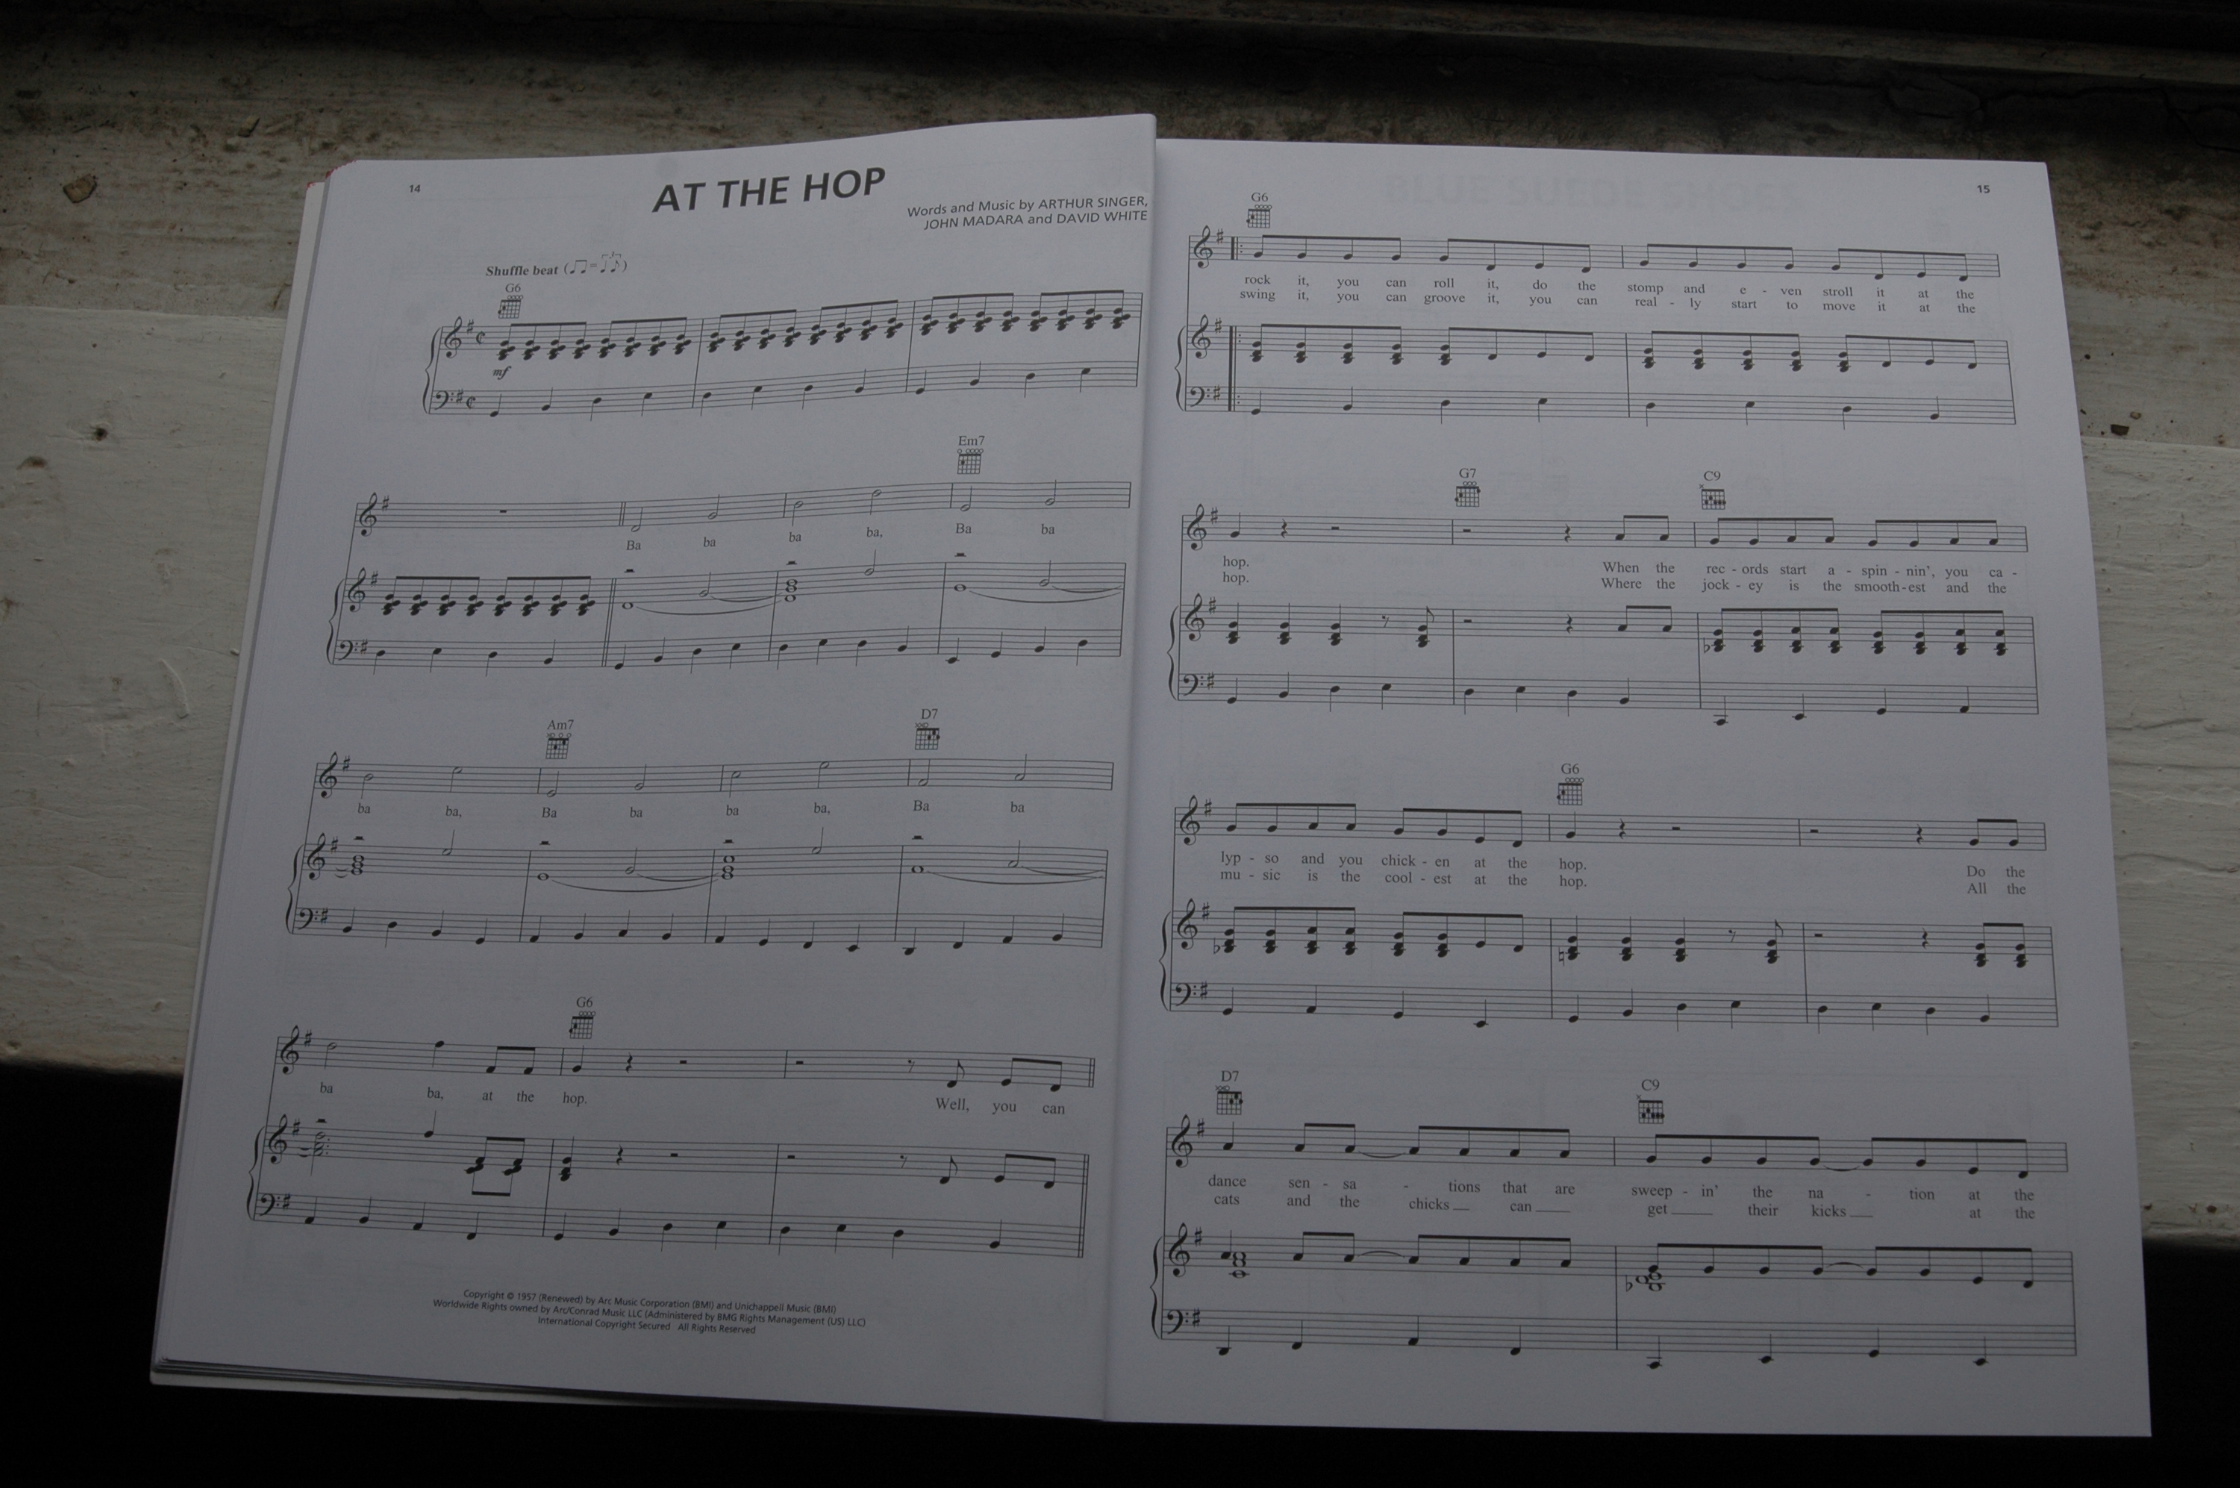 14
AT THE HOP
Words and Music by ARTHUR SINGER,
JOHN MADARA and DAVID WHITE
Shuffle beat
G6
mf
Em7
Ba ba ba ba, Ba ba
Am7 D7
ba ba, Ba ba ba ba, Ba ba
G6
ba ba, at the hop. Well, you can
Copyright © 1957 (Renewed) by Arc Music Corporation (BMI) and Unichappell Music (BMI)
Worldwide Rights owned by Arc/Conrad Music LLC (Administered by BMG Rights Management (US) LLC)
International Copyright Secured All Rights Reserved
15
G6
rock it, you can roll it, do the stomp and e - ven stroll it at the
swing it, you can groove it, you can real - ly start to move it at the
G7 C9
hop. When the rec - ords start a - spin - nin', you ca -
hop. Where the jock - ey is the smooth - est and the
G6
lyp - so and you chick - en at the hop. Do the
mu - sic is the cool - est at the hop. All the
D7 C9
dance sen - sa - tions that are sweep - in' the na - tion at the
cats and the chicks can get their kicks at the